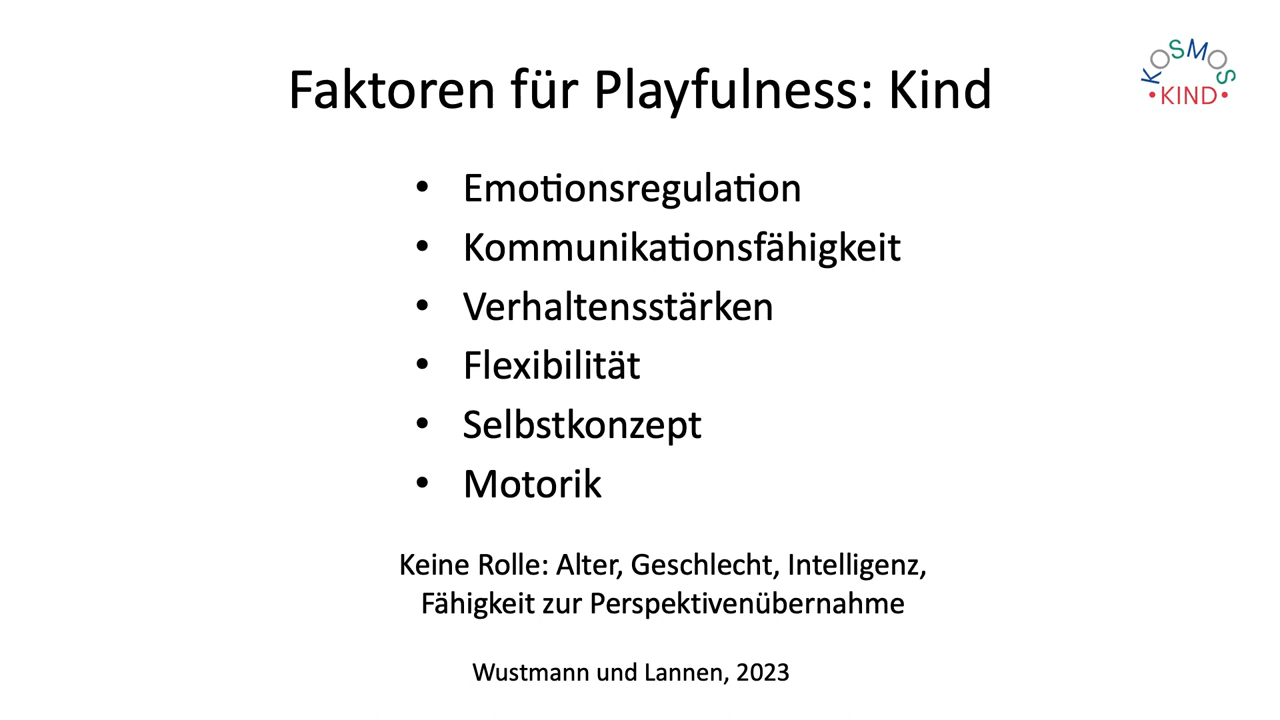 KOSMOS
•KIND•
Faktoren für Playfulness: Kind
• Emotionsregulation
• Kommunikationsfähigkeit
• Verhaltensstärken
• Flexibilität
• Selbstkonzept
• Motorik
Keine Rolle: Alter, Geschlecht, Intelligenz,
Fähigkeit zur Perspektivenübernahme
Wustmann und Lannen, 2023